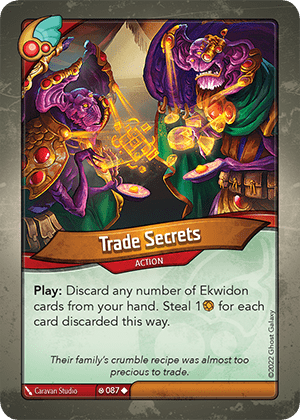 Trade Secrets
ACTION
Play: Discard any number of Ekwidon
cards from your hand. Steal 1 for each
card discarded this way.
Their family's crumble recipe was almost too
precious to trade.
©2022 Ghost Galaxy
Caravan Studio
087